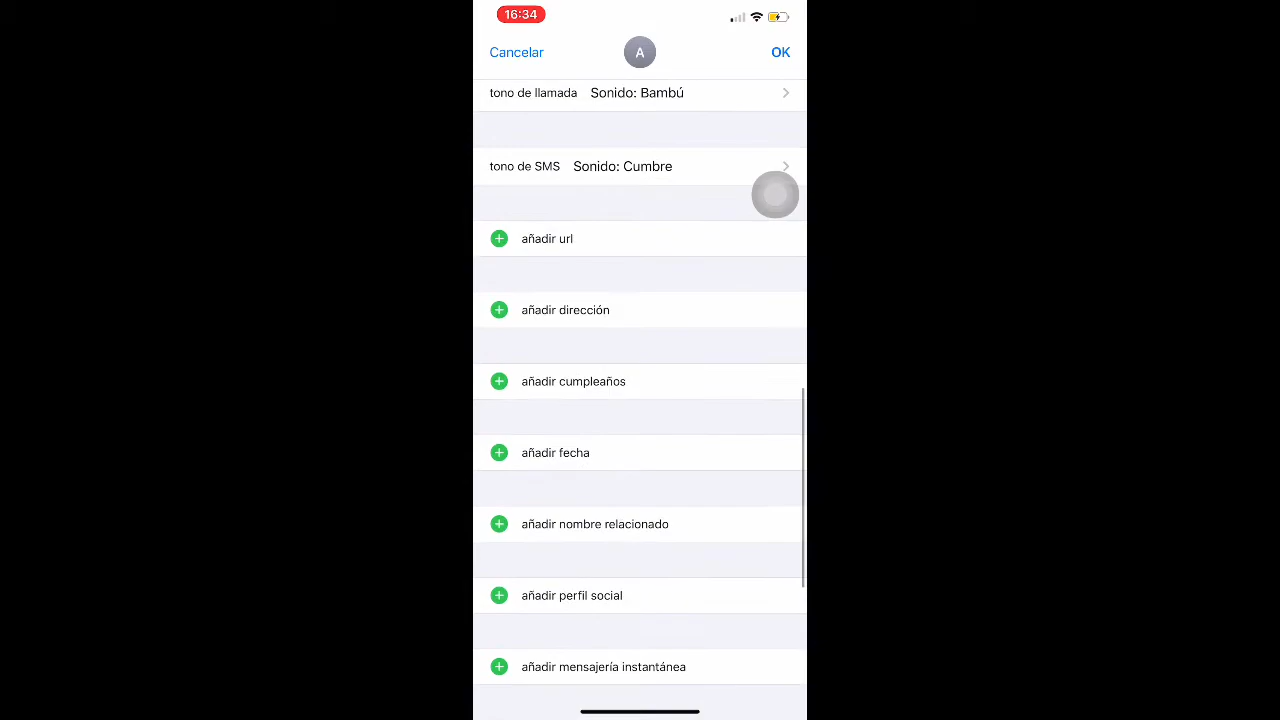 16:34
Cancelar A OK
tono de llamada Sonido: Bambú
tono de SMS Sonido: Cumbre
añadir url
añadir dirección
añadir cumpleaños
añadir fecha
añadir nombre relacionado
añadir perfil social
añadir mensajería instantánea